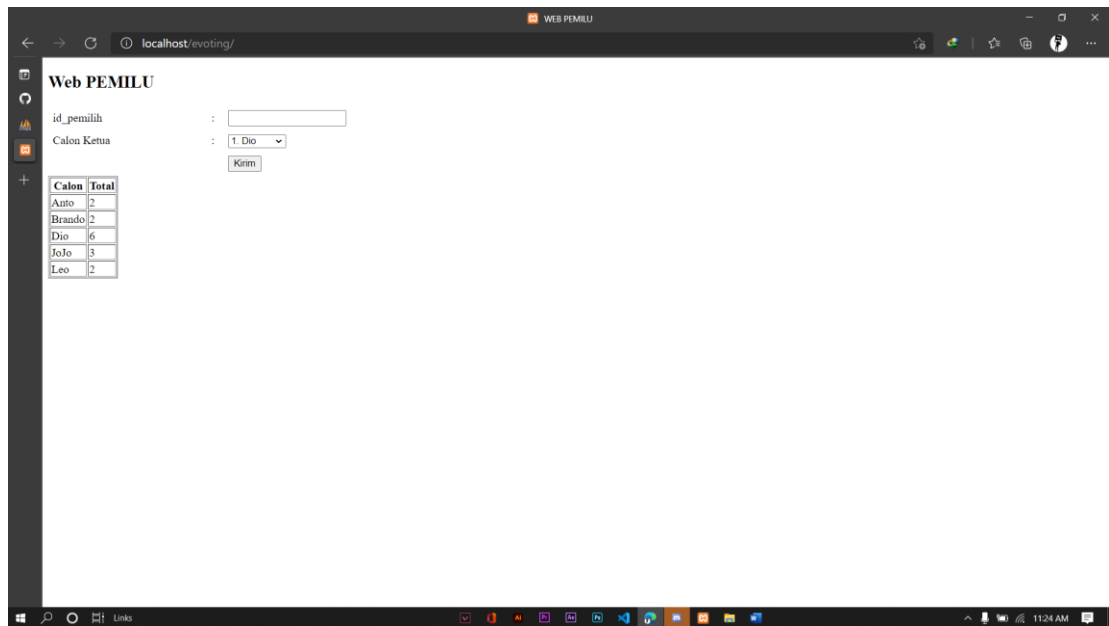 WEB PEMILU
localhost/evoting/
Web PEMILU
id_pemilih :
Calon Ketua : 1. Dio
Kirim
Calon Total
Anto 2
Brando 2
Dio 6
JoJo 3
Leo 2
Links
11:24 AM